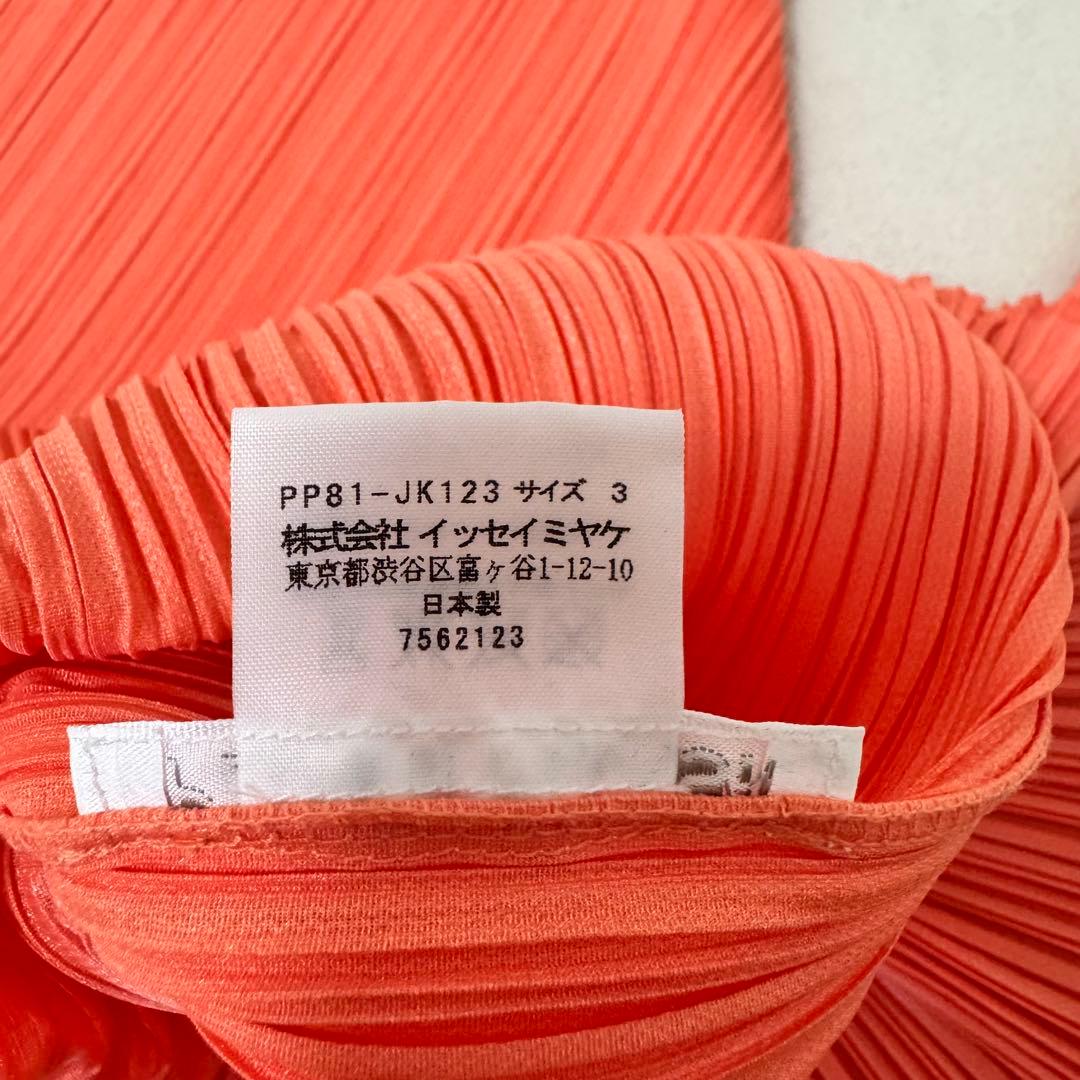 PP81-JK123 サイズ 3
株式会社 イッセイミヤケ
東京都渋谷区富ヶ谷1-12-10
日本製
7562123